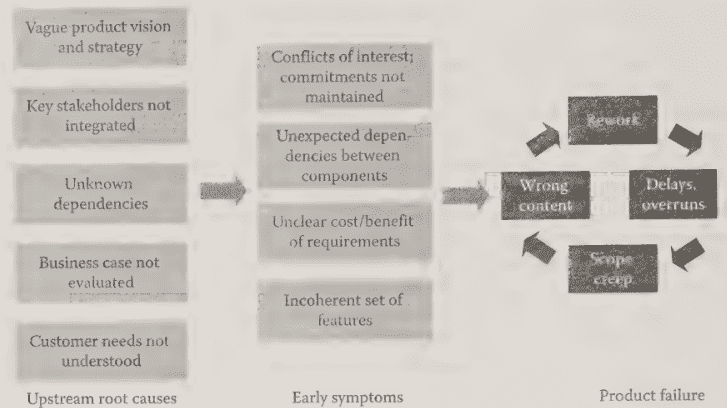 Vague product vision
and strategy
Key stakeholders not
integrated
Unknown
dependencies
Business case not
evaluated
Customer needs not
understood
Upstream root causes
Conflicts of interest;
commitments not
maintained
Unexpected depen-
dencies between
components
Unclear cost/benefit
of requirements
Incoherent set of
features
Early symptoms
Rework
Wrong
content
Delays,
overruns
Scope
creep
Product failure